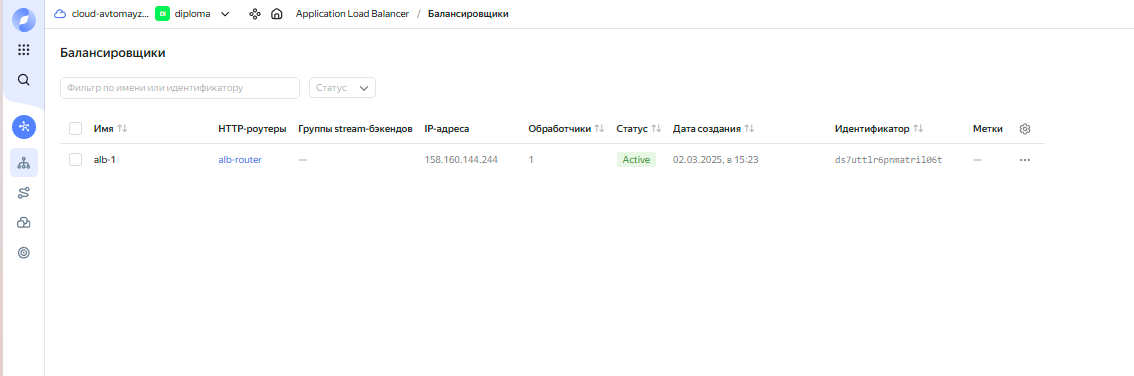 cloud-avtomayz... DI diploma Application Load Balancer / Балансировщики
Балансировщики
Фильтр по имени или идентификатору Статус
Имя HTTP-роутеры Группы stream-бэкендов IP-адреса Обработчики Статус Дата создания Идентификатор Метки
alb-1 alb-router — 158.160.144.244 1 Active 02.03.2025, в 15:23 ds7uttlr6pnmatril06t —